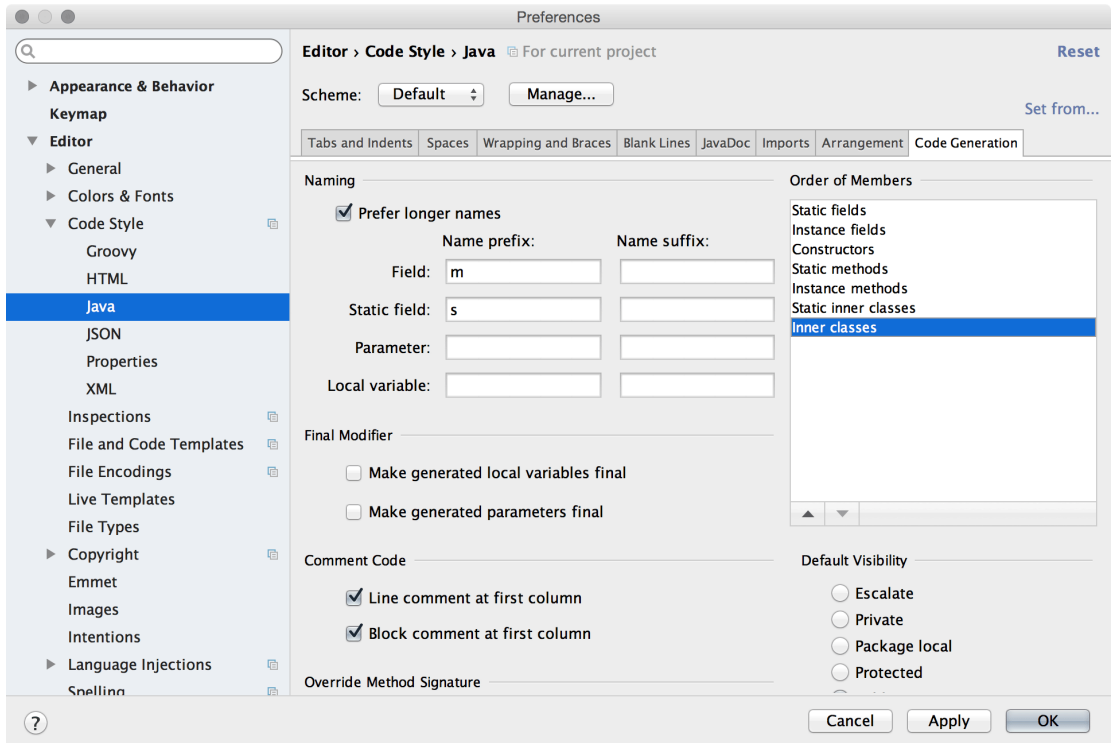 Preferences
Appearance & Behavior
Keymap
Editor
General
Colors & Fonts
Code Style
Groovy
HTML
Java
JSON
Properties
XML
Inspections
File and Code Templates
File Encodings
Live Templates
File Types
Copyright
Emmet
Images
Intentions
Language Injections
Spelling
?
Editor › Code Style › Java For current project Reset
Scheme: Default Manage...
Set from...
Tabs and Indents Spaces Wrapping and Braces Blank Lines JavaDoc Imports Arrangement Code Generation
Naming
Prefer longer names
Name prefix: Name suffix:
Field: m
Static field: s
Parameter:
Local variable:
Final Modifier
Make generated local variables final
Make generated parameters final
Comment Code
Line comment at first column
Block comment at first column
Override Method Signature
Order of Members
Static fields
Instance fields
Constructors
Static methods
Instance methods
Static inner classes
Inner classes
Default Visibility
Escalate
Private
Package local
Protected
Cancel Apply OK